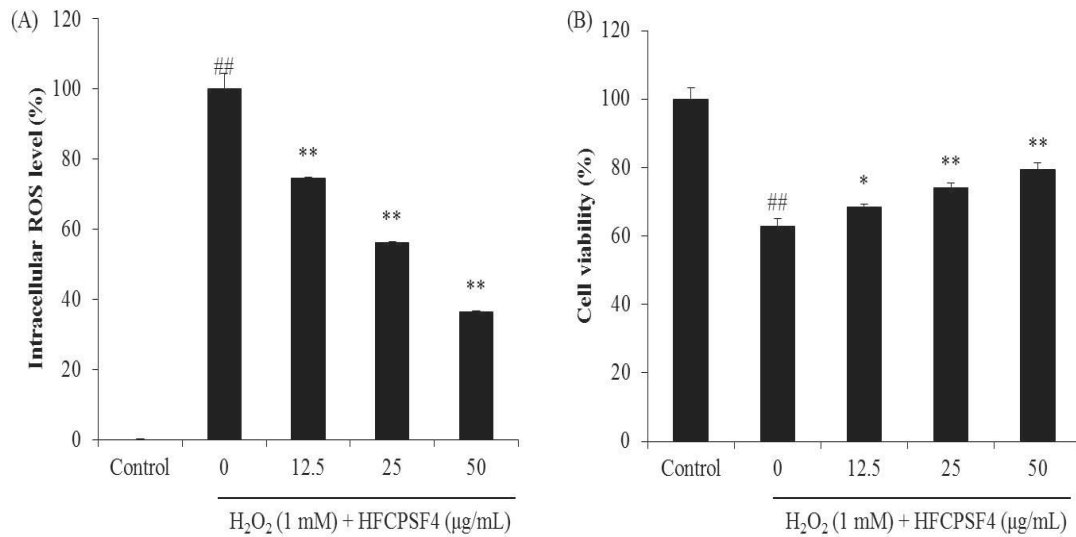 (A)
Intracellular ROS level (%)
120
100
80
60
40
20
0
##
**
**
**
Control 0 12.5 25 50
H₂O₂ (1 mM) + HFCPSF4 (μg/mL)
(B)
Cell viability (%)
120
100
80
60
40
20
0
##
*
**
**
Control 0 12.5 25 50
H₂O₂ (1 mM) + HFCPSF4 (μg/mL)